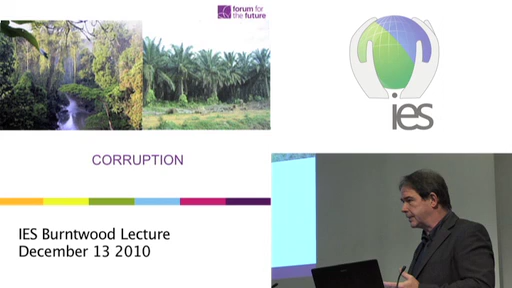 forum for
the future
ies
CORRUPTION
IES Burntwood Lecture
December 13 2010